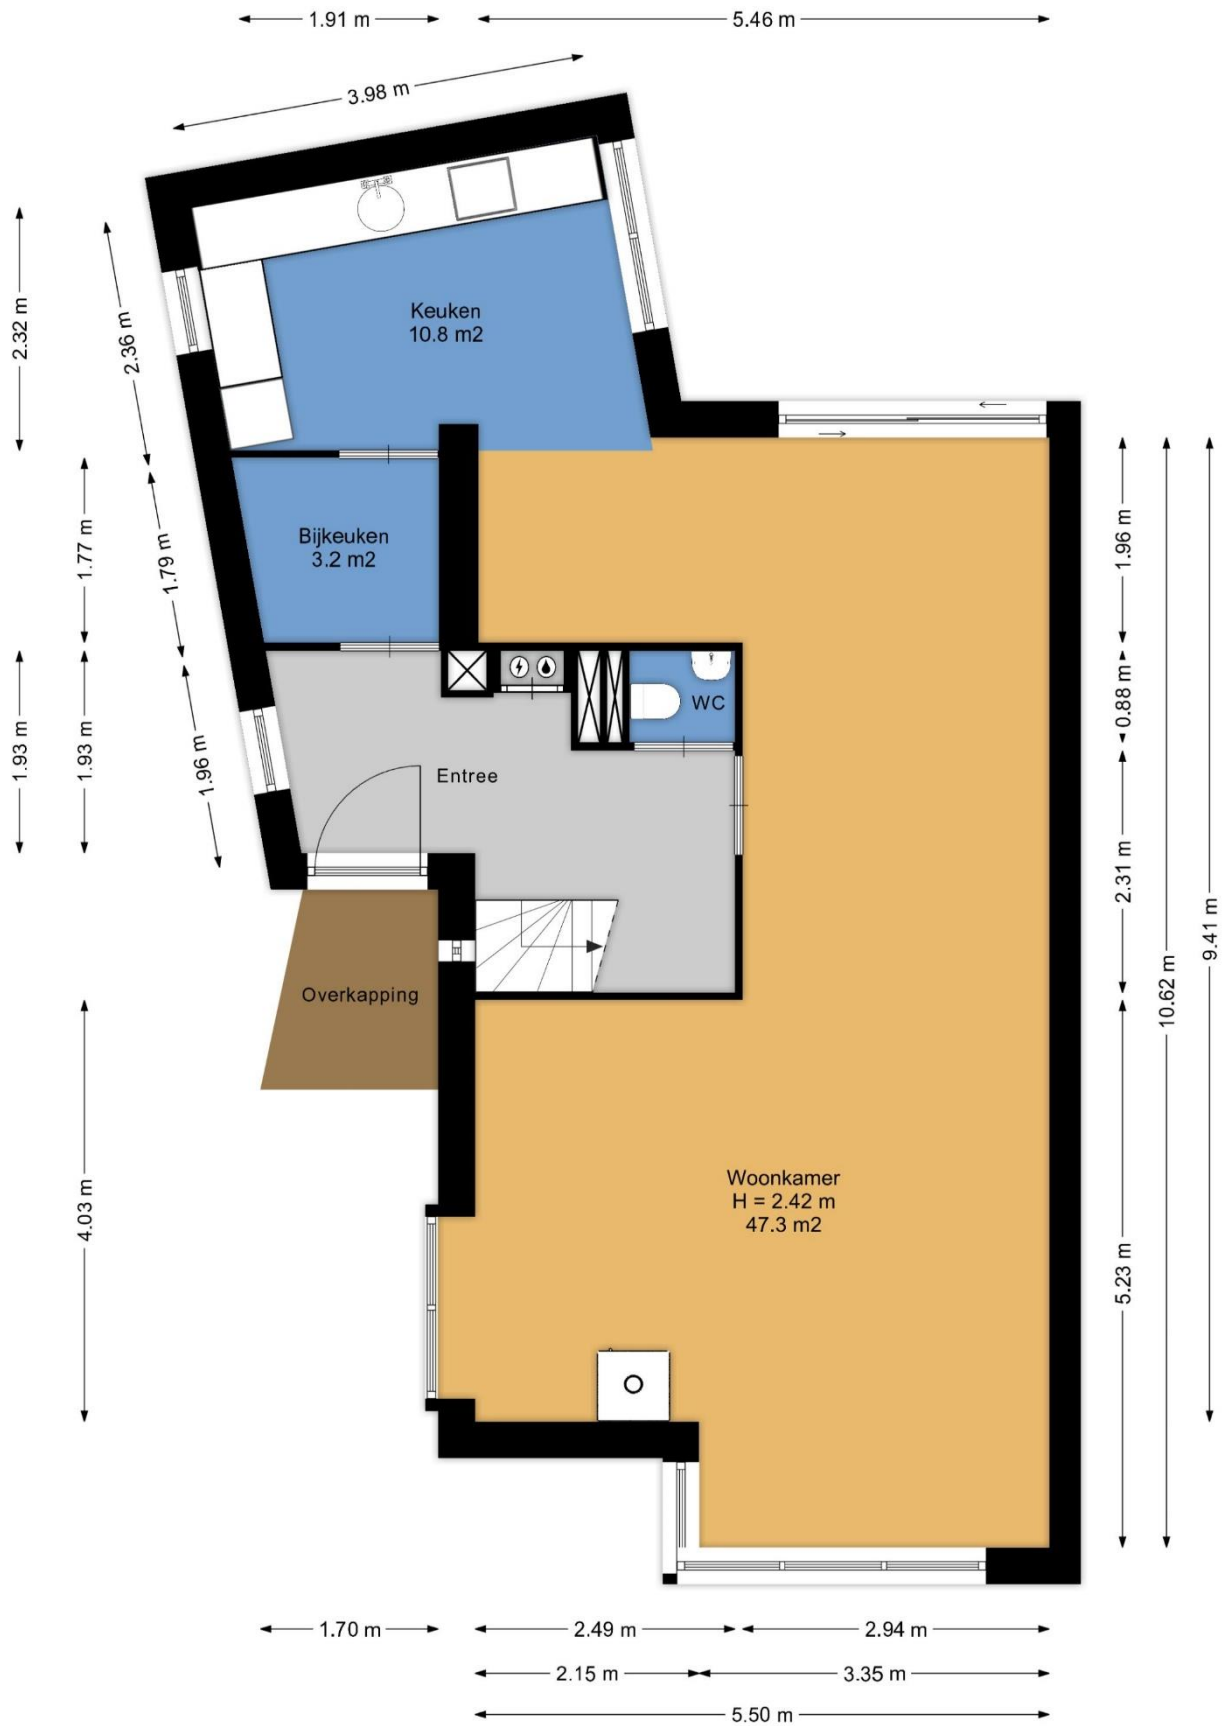 1.91 m
5.46 m
3.98 m
2.32 m
2.36 m
Keuken
10.8 m2
1.77 m
1.79 m
Bijkeuken
3.2 m2
1.96 m
1.93 m
1.93 m
1.96 m
WC
0.88 m
Entree
2.31 m
9.41 m
10.62 m
Overkapping
4.03 m
Woonkamer
H = 2.42 m
47.3 m2
5.23 m
1.70 m
2.49 m
2.94 m
2.15 m
3.35 m
5.50 m